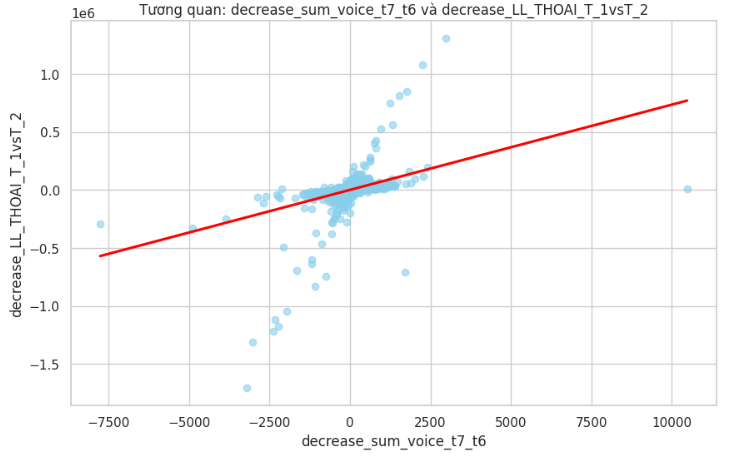 Tương quan: decrease_sum_voice_t7_t6 và decrease_LL_THOAI_T_1vsT_2
1e6
1.0
0.5
0.0
−0.5
−1.0
−1.5
decrease_LL_THOAI_T_1vsT_2
−7500 −5000 −2500 0 2500 5000 7500 10000
decrease_sum_voice_t7_t6